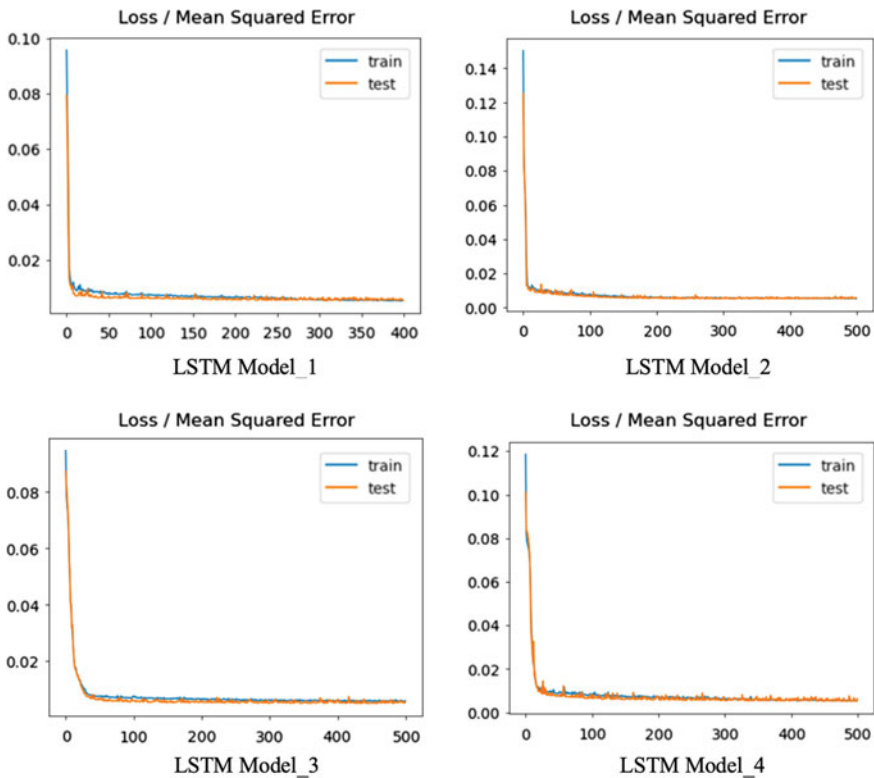 Loss / Mean Squared Error
0.10
0.08
0.06
0.04
0.02
train
test
0 50 100 150 200 250 300 350 400
LSTM Model_1
Loss / Mean Squared Error
0.14
0.12
0.10
0.08
0.06
0.04
0.02
0.00
train
test
0 100 200 300 400 500
LSTM Model_2
Loss / Mean Squared Error
0.08
0.06
0.04
0.02
train
test
0 100 200 300 400 500
LSTM Model_3
Loss / Mean Squared Error
0.12
0.10
0.08
0.06
0.04
0.02
0.00
train
test
0 100 200 300 400 500
LSTM Model_4